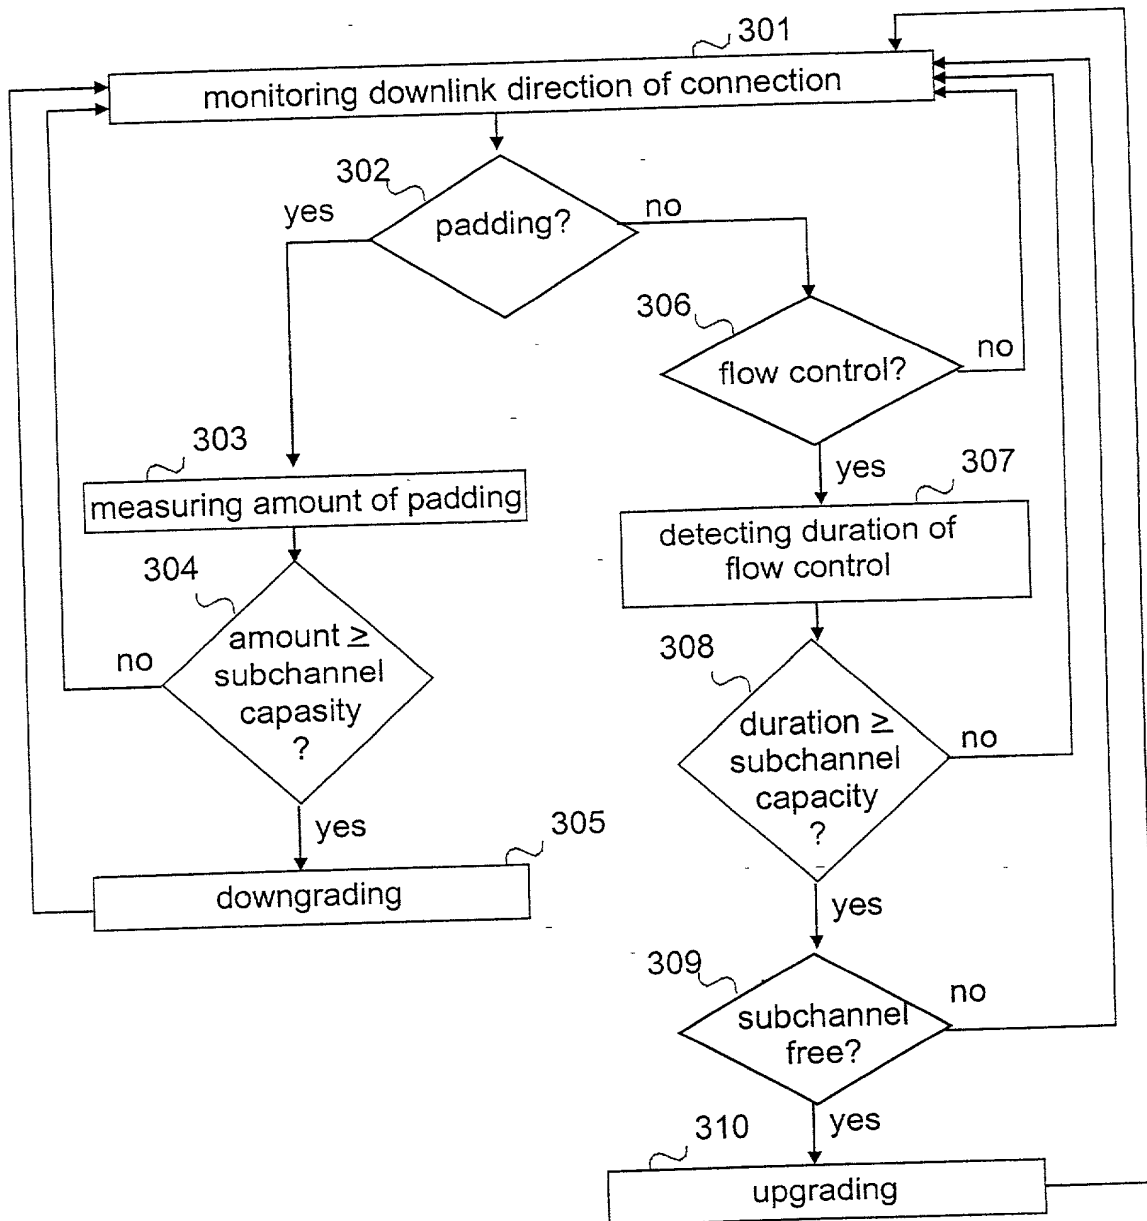 301
monitoring downlink direction of connection
302
yes
padding?
no
306
flow control?
no
303
measuring amount of padding
yes
307
detecting duration of
flow control
304
amount ≥
subchannel
capasity
?
no
308
duration ≥
subchannel
capacity
?
no
yes
305
downgrading
yes
309
subchannel
free?
no
yes
310
upgrading